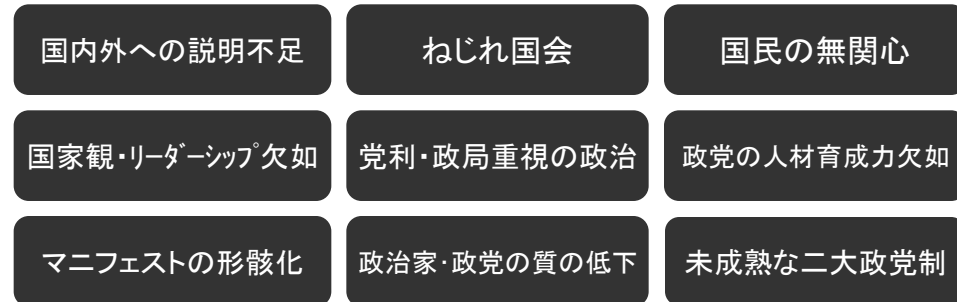 国内外への説明不足
ねじれ国会
国民の無関心
国家観・ﾘｰﾀﾞｰｼｯﾌﾟ欠如
党利・政局重視の政治
政党の人材育成力欠如
マニフェストの形骸化
政治家・政党の質の低下
未成熟な二大政党制